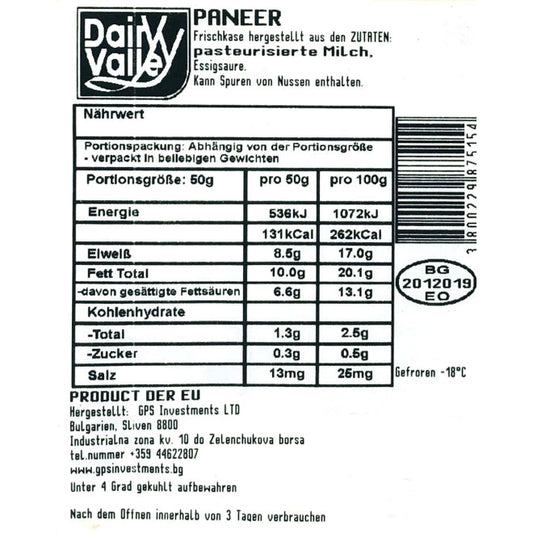 Dairy
Valley
PANEER
Frischkase hergestellt aus den ZUTATEN:
pasteurisierte Milch,
Essigsaure.
Kann Spuren von Nussen enthalten.
Nährwert
Portionspackung: Abhängig von der Portionsgröße
- verpackt in beliebigen Gewichten
Portionsgröße: 50g pro 50g pro 100g
Energie 536kJ 1072kJ
131kCal 262kCal
Eiweiß 8.5g 17.0g
Fett Total 10.0g 20.1g
-davon gesättigte Fettsäuren 6.6g 13.1g
Kohlenhydrate
-Total 1.3g 2.5g
-Zucker 0.3g 0.5g
Salz 13mg 25mg
3 800229 875154
BG
2012019
EO
Gefroren -18°C
PRODUCT DER EU
Hergestellt: GPS Investments LTD
Bulgarien, Sliven 8800
Industrialna zona kv. 10 do Zelenchukova borsa
tel.nummer +359 44622807
www.gpsinvestments.bg
Unter 4 Grad gekuhlt aufbewahren
Nach dem Offnen innerhalb von 3 Tagen verbrauchen